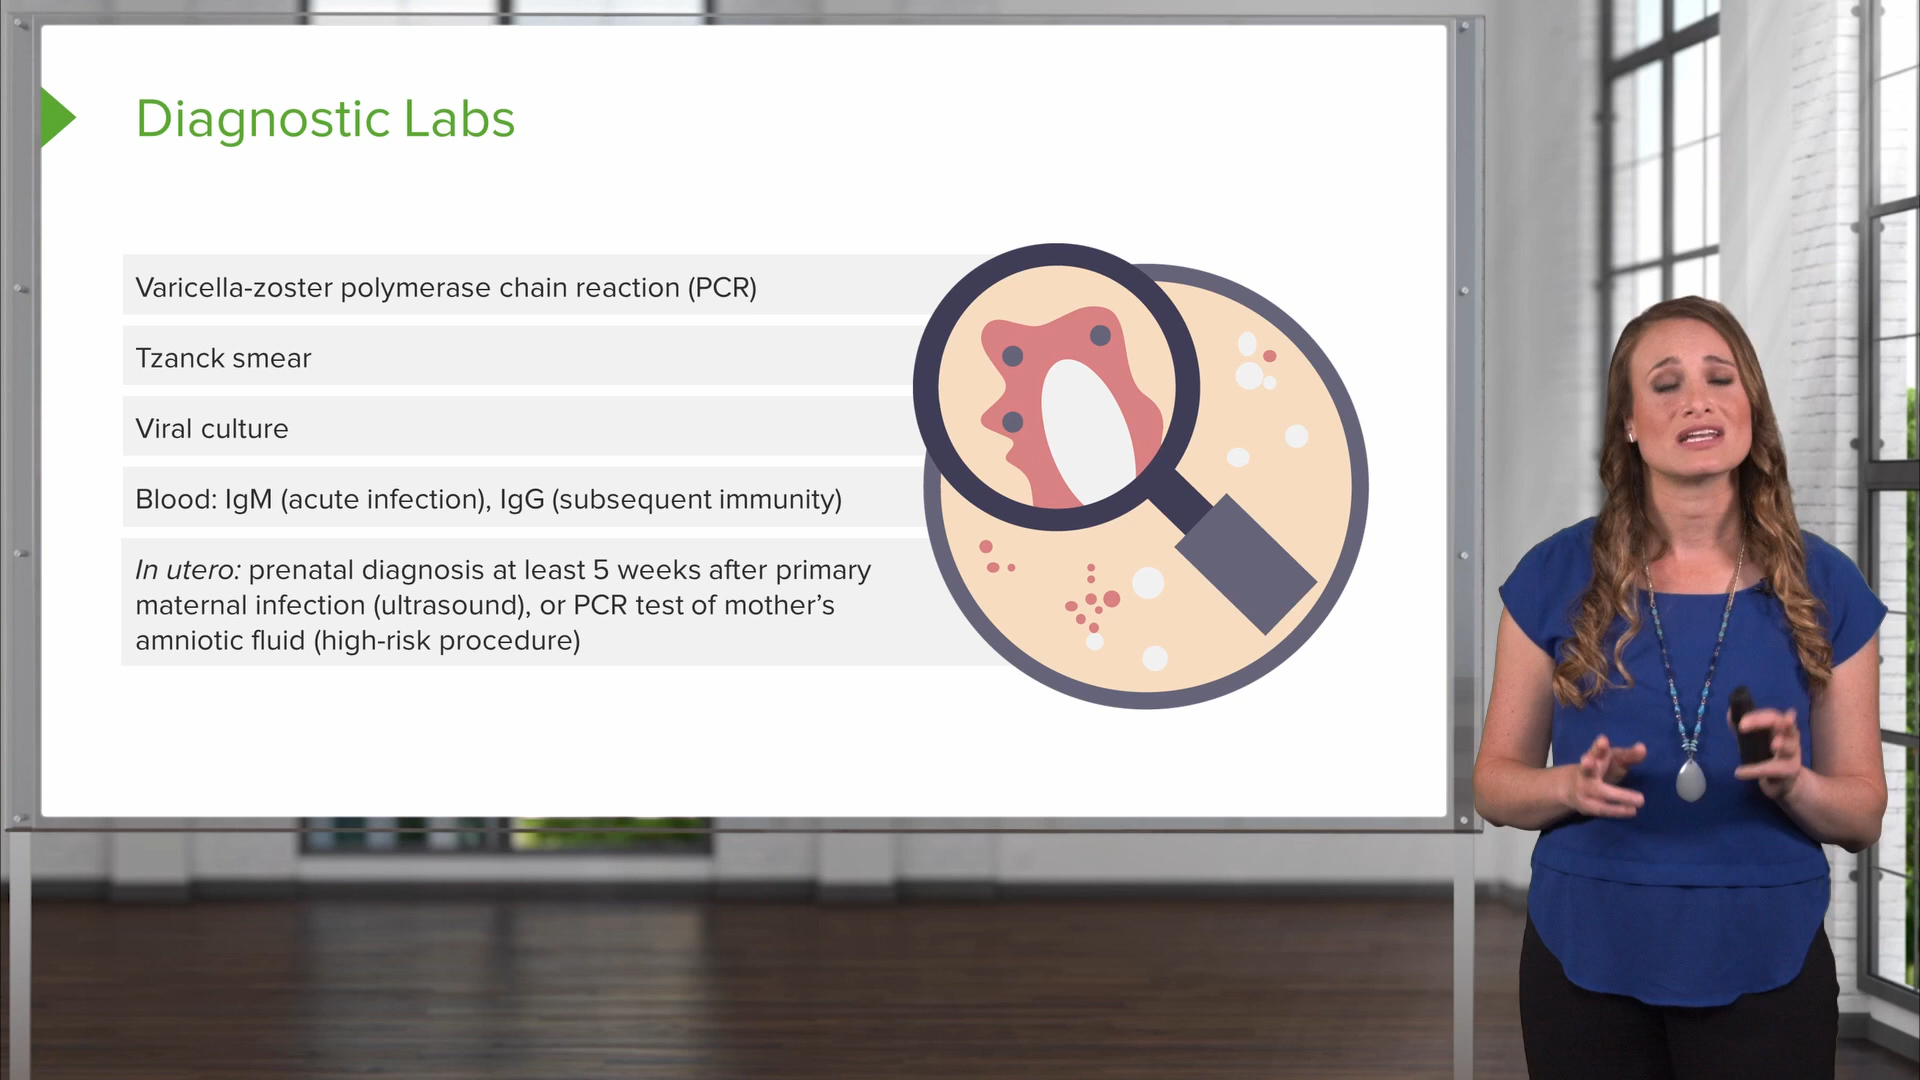 Diagnostic Labs
Varicella-zoster polymerase chain reaction (PCR)
Tzanck smear
Viral culture
Blood: IgM (acute infection), IgG (subsequent immunity)
In utero: prenatal diagnosis at least 5 weeks after primary
maternal infection (ultrasound), or PCR test of mother’s
amniotic fluid (high-risk procedure)